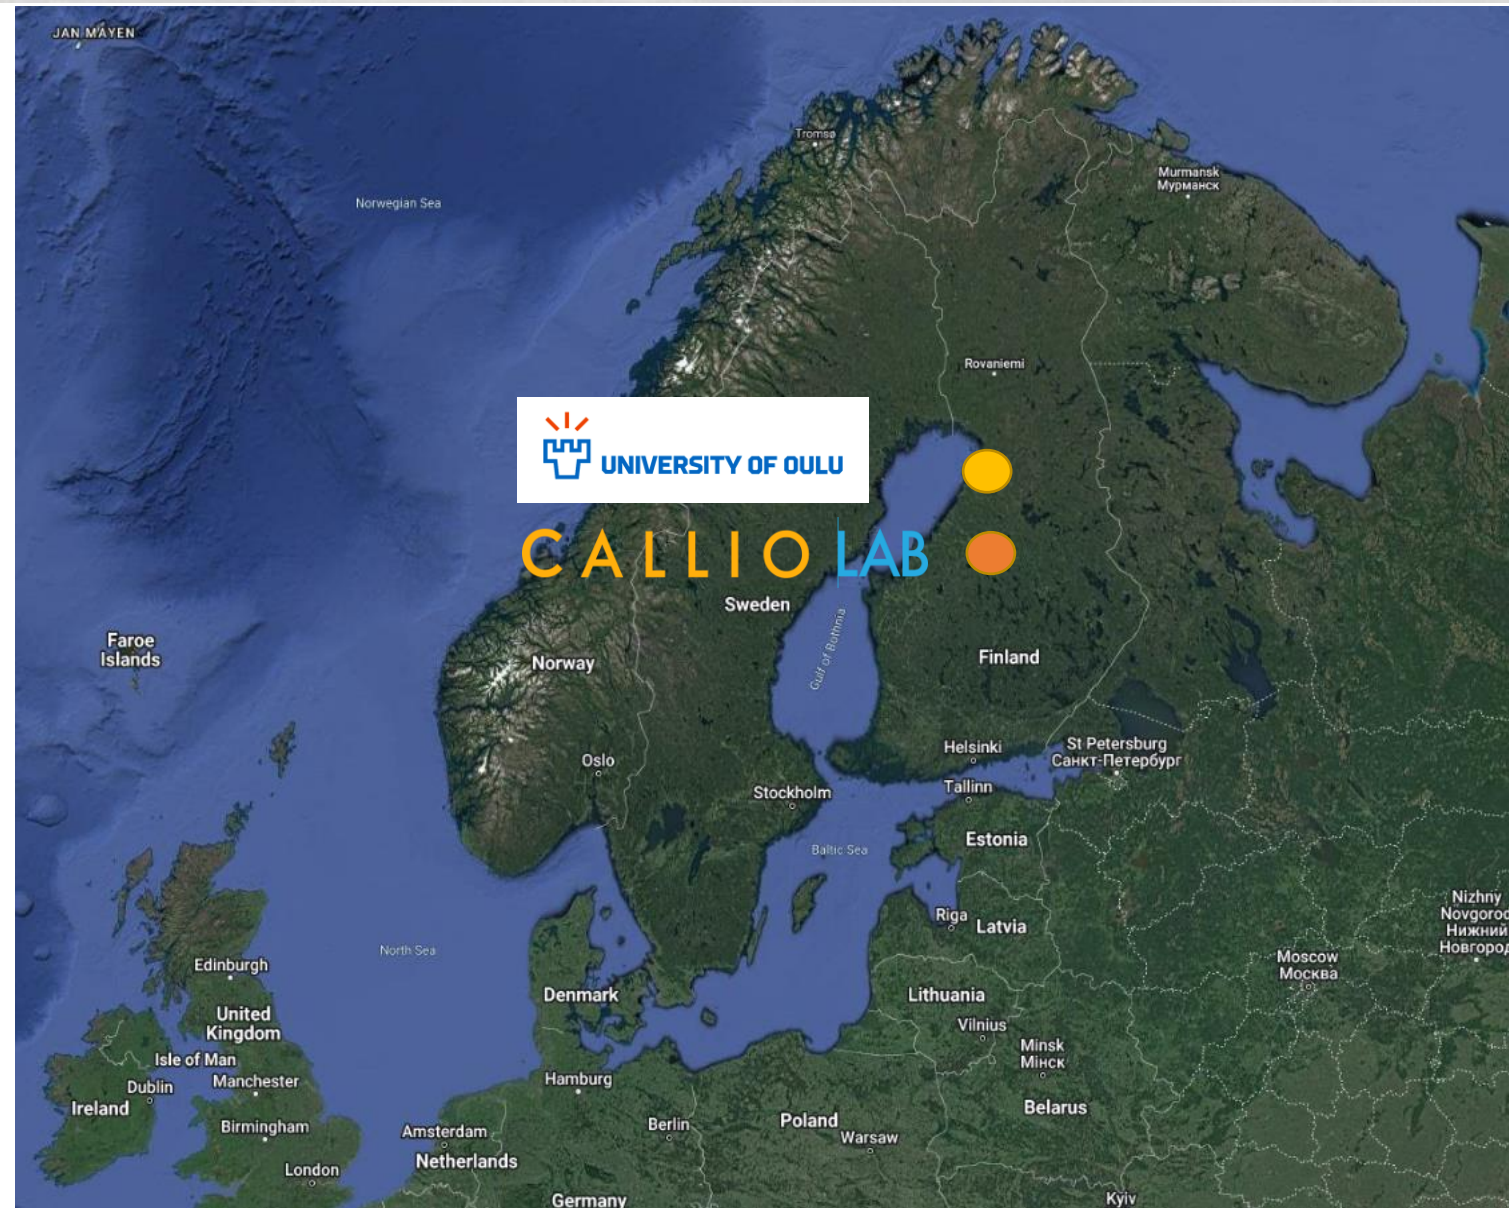 JAN MAYEN
Tromsø
Murmansk
Мурманск
Norwegian Sea
Rovaniemi
UNIVERSITY OF OULU
CALLIO LAB
Sweden
Gulf of Bothnia
Faroe
Islands
Norway
Finland
Oslo
Helsinki
St Petersburg
Санкт-Петербург
Stockholm
Tallinn
Baltic Sea
Estonia
Nizhny
Novgorod
Нижний
Новгород
Riga
Latvia
North Sea
Edinburgh
Moscow
Москва
Denmark
Lithuania
United
Kingdom
Vilnius
Minsk
Мінск
Isle of Man
Dublin
Manchester
Hamburg
Ireland
Belarus
Birmingham
Amsterdam
Berlin
Poland
Warsaw
Netherlands
London
Germany
Kyiv